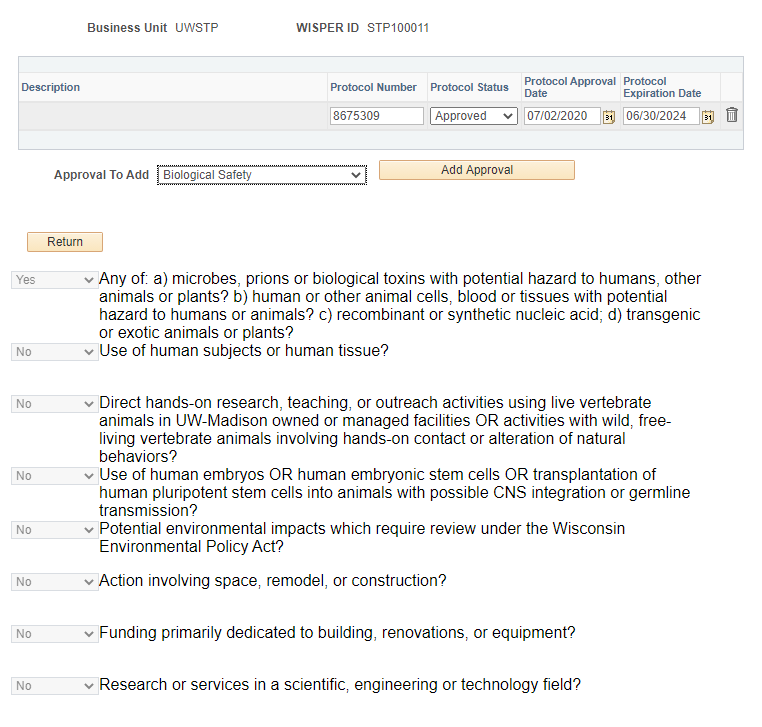 Business Unit UWSTP WISPER ID STP100011
Description Protocol Number Protocol Status Protocol Approval Date Protocol Expiration Date
8675309 Approved 07/02/2020 31 06/30/2024 31
Approval To Add Biological Safety Add Approval
Return
Yes Any of: a) microbes, prions or biological toxins with potential hazard to humans, other
animals or plants? b) human or other animal cells, blood or tissues with potential
hazard to humans or animals? c) recombinant or synthetic nucleic acid; d) transgenic
or exotic animals or plants?
No Use of human subjects or human tissue?
No Direct hands-on research, teaching, or outreach activities using live vertebrate
animals in UW-Madison owned or managed facilities OR activities with wild, free-
living vertebrate animals involving hands-on contact or alteration of natural
behaviors?
No Use of human embryos OR human embryonic stem cells OR transplantation of
human pluripotent stem cells into animals with possible CNS integration or germline
transmission?
No Potential environmental impacts which require review under the Wisconsin
Environmental Policy Act?
No Action involving space, remodel, or construction?
No Funding primarily dedicated to building, renovations, or equipment?
No Research or services in a scientific, engineering or technology field?